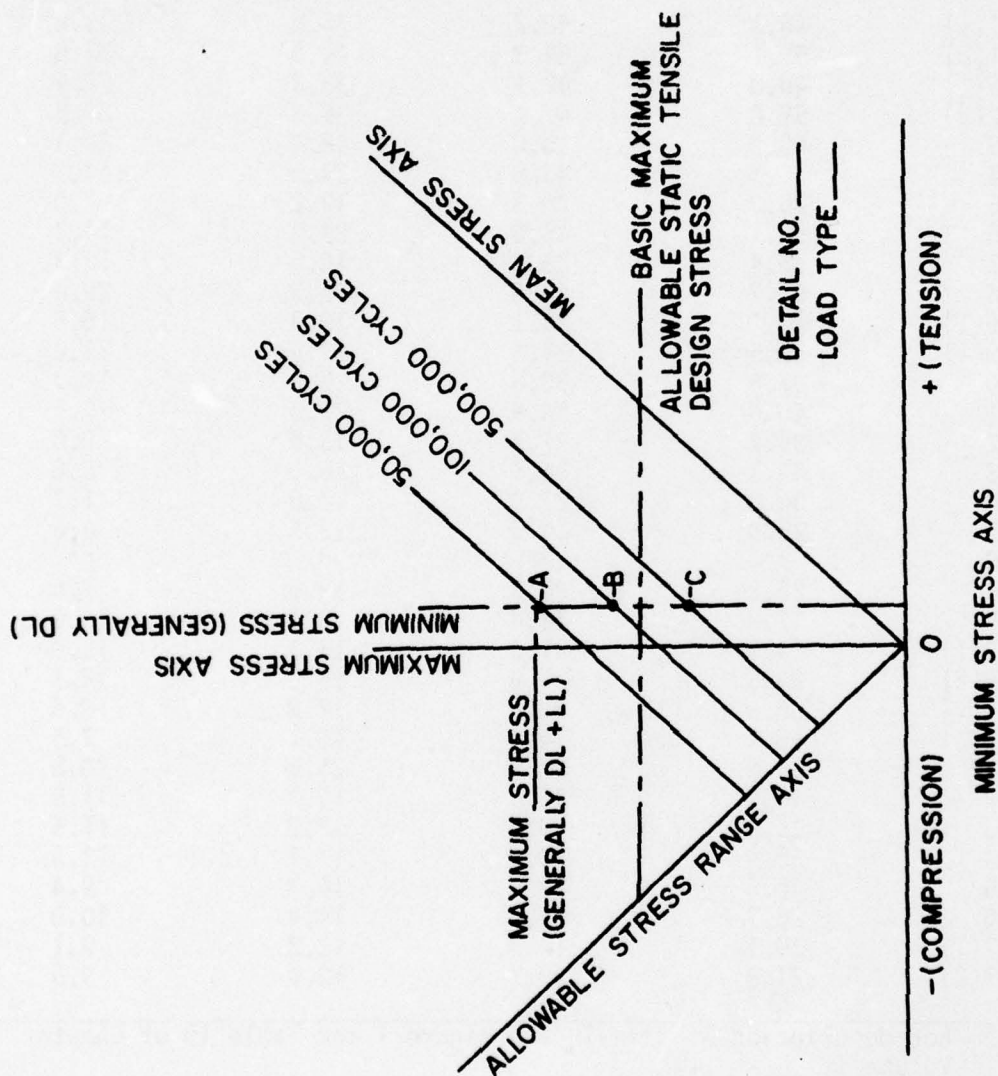 MINIMUM STRESS (GENERALLY DL)
MAXIMUM STRESS AXIS
50,000 CYCLES
100,000 CYCLES
500,000 CYCLES
MEAN STRESS AXIS
MAXIMUM STRESS
(GENERALLY DL + LL)
A
B
C
BASIC MAXIMUM
ALLOWABLE STATIC TENSILE
DESIGN STRESS
ALLOWABLE STRESS RANGE AXIS
DETAIL NO.
LOAD TYPE
-(COMPRESSION)
O
+ (TENSION)
MINIMUM STRESS AXIS